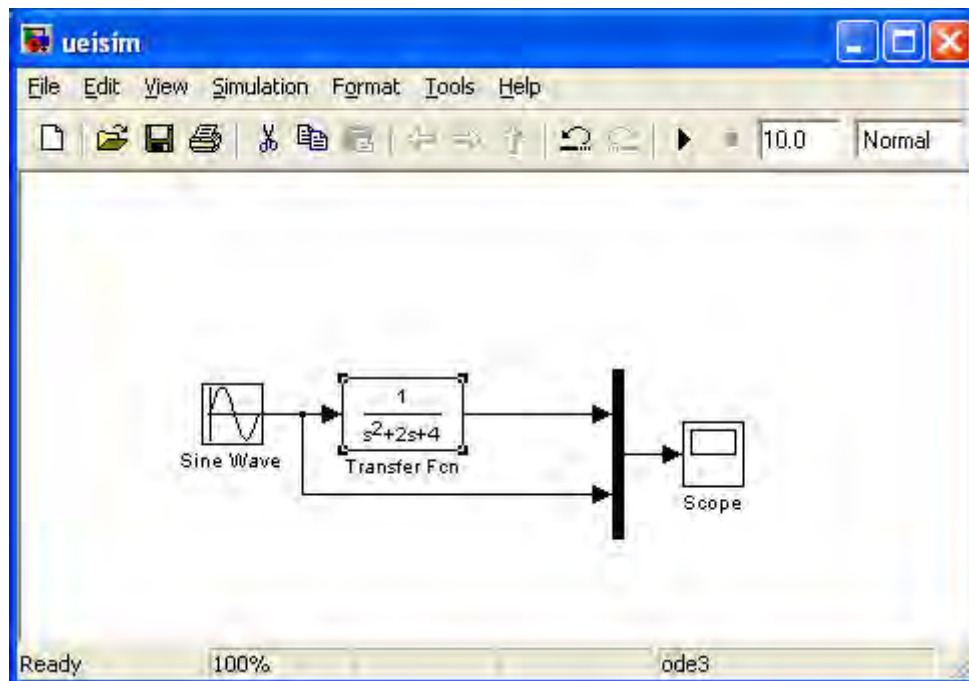 ueisim
File Edit View Simulation Format Tools Help
10.0 Normal
1
s²+2s+4
Sine Wave
Transfer Fcn
Scope
Ready 100% ode3